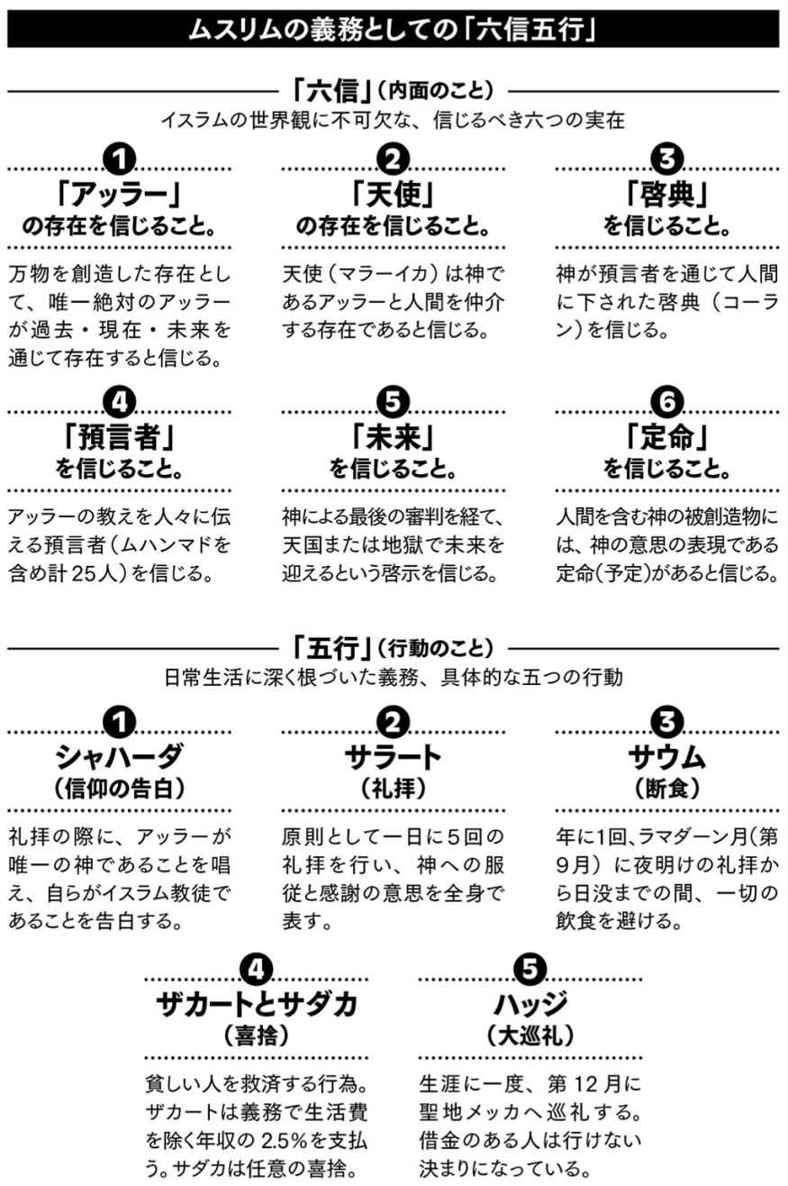 ムスリムの義務としての「六信五行」
「六信」（内面のこと）
イスラムの世界観に不可欠な、信じるべき六つの実在
❶
「アッラー」
の存在を信じること。
万物を創造した存在とし
て、唯一絶対のアッラー
が過去・現在・未来を
通じて存在すると信じる。
❷
「天使」
の存在を信じること。
天使（マラーイカ）は神で
あるアッラーと人間を仲介
する存在であると信じる。
❸
「啓典」
を信じること。
神が預言者を通じて人間
に下された啓典（コーラ
ン）を信じる。
❹
「預言者」
を信じること。
アッラーの教えを人々に伝
える預言者（ムハンマドを
含め計25人）を信じる。
❺
「未来」
を信じること。
神による最後の審判を経て、
天国または地獄で未来を
迎えるという啓示を信じる。
❻
「定命」
を信じること。
人間を含む神の被創造物に
は、神の意思の表現である
定命（予定）があると信じる。
「五行」（行動のこと）
日常生活に深く根づいた義務、具体的な五つの行動
❶
シャハーダ
（信仰の告白）
礼拝の際に、アッラーが
唯一の神であることを唱
え、自らがイスラム教徒で
あることを告白する。
❷
サラート
（礼拝）
原則として一日に5回の
礼拝を行い、神への服
従と感謝の意思を全身で
表す。
❸
サウム
（断食）
年に1回、ラマダーン月（第
9月）に夜明けの礼拝か
ら日没までの間、一切の
飲食を避ける。
❹
ザカートとサダカ
（喜捨）
貧しい人を救済する行為。
ザカートは義務で生活費
を除く年収の2.5%を支払
う。サダカは任意の喜捨。
❺
ハッジ
（大巡礼）
生涯に一度、第12月に
聖地メッカへ巡礼する。
借金のある人は行けない
決まりになっている。